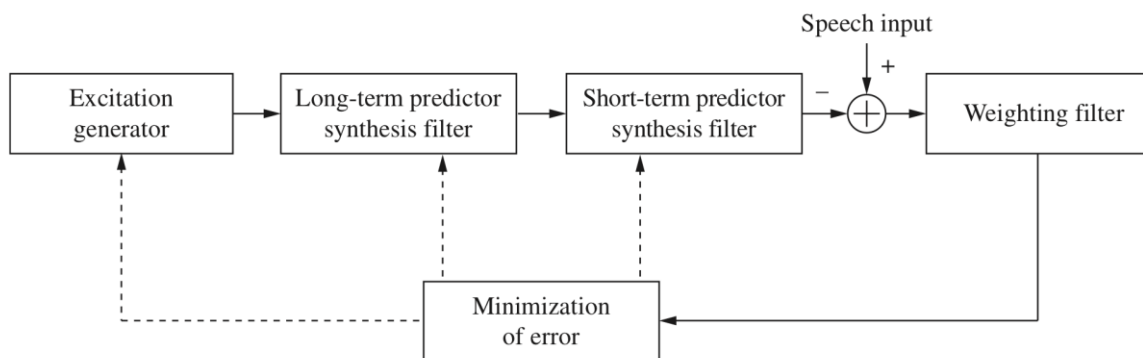 Speech input
+
−
Excitation
generator
Long-term predictor
synthesis filter
Short-term predictor
synthesis filter
Weighting filter
Minimization
of error